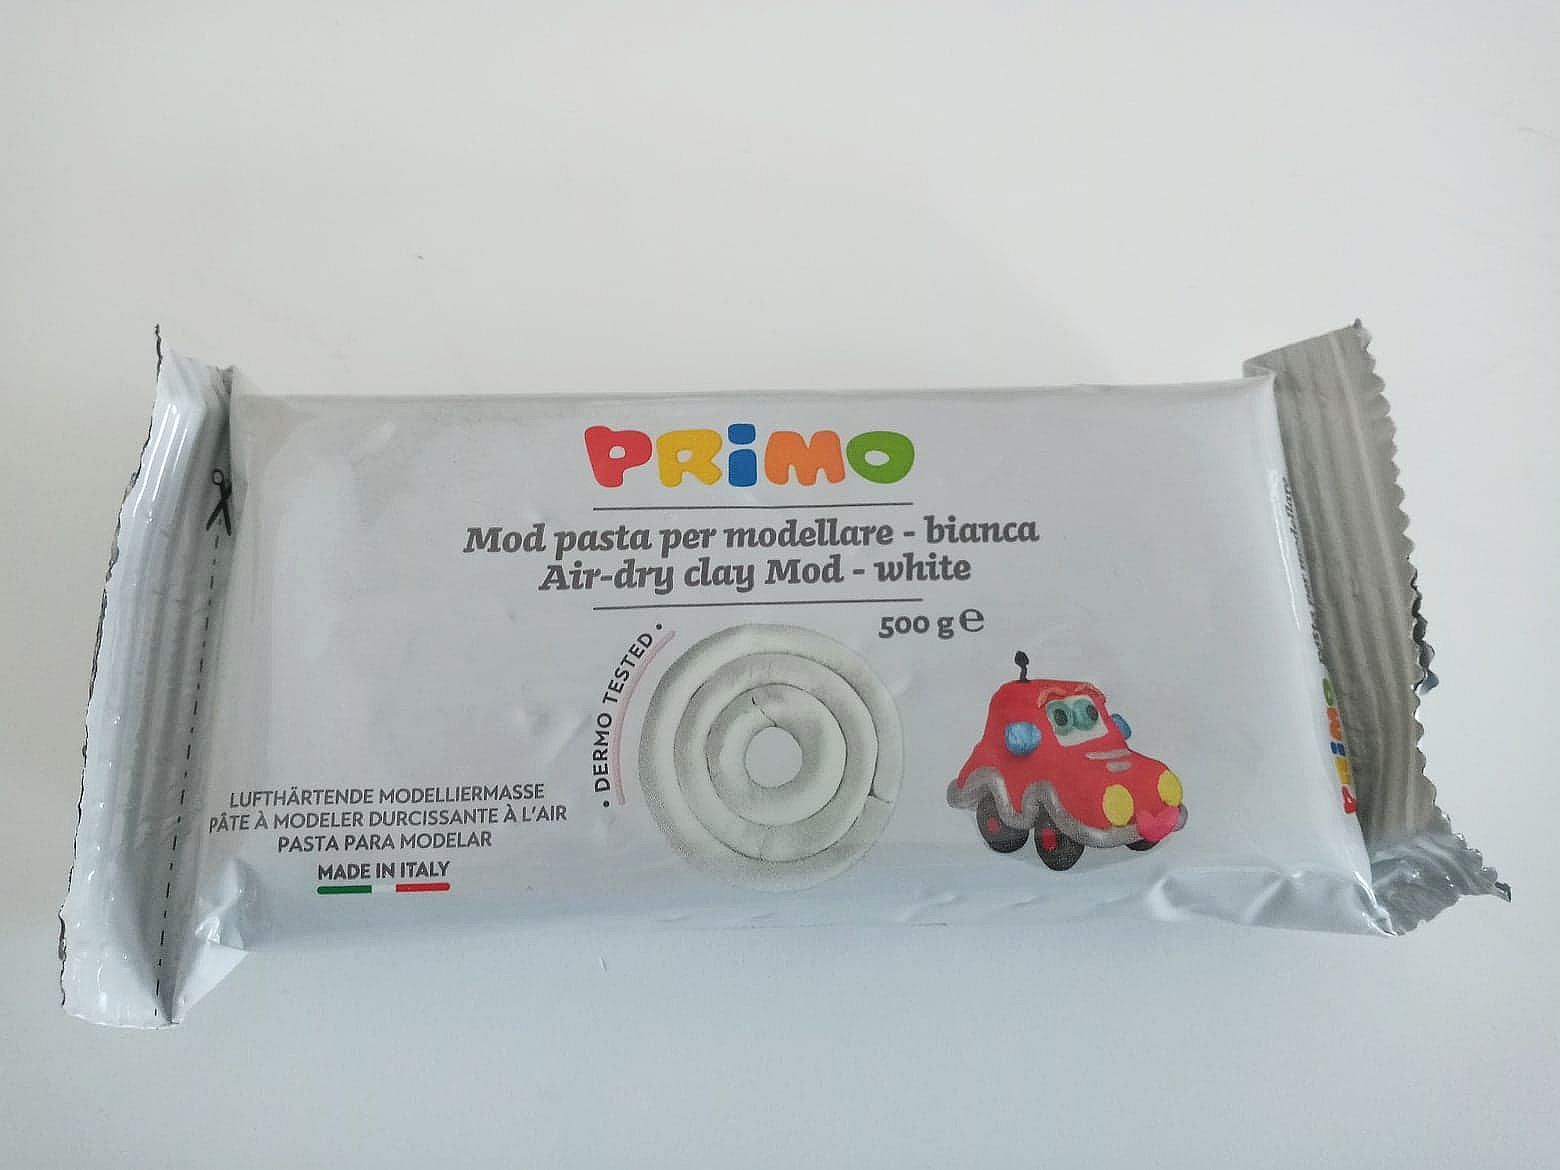 PRIMO
Mod pasta per modellare - bianca
Air-dry clay Mod - white
500 g ℮
• DERMO TESTED •
LUFTHÄRTENDE MODELLIERMASSE
PÂTE À MODELER DURCISSANTE À L'AIR
PASTA PARA MODELAR
MADE IN ITALY
PRIMO